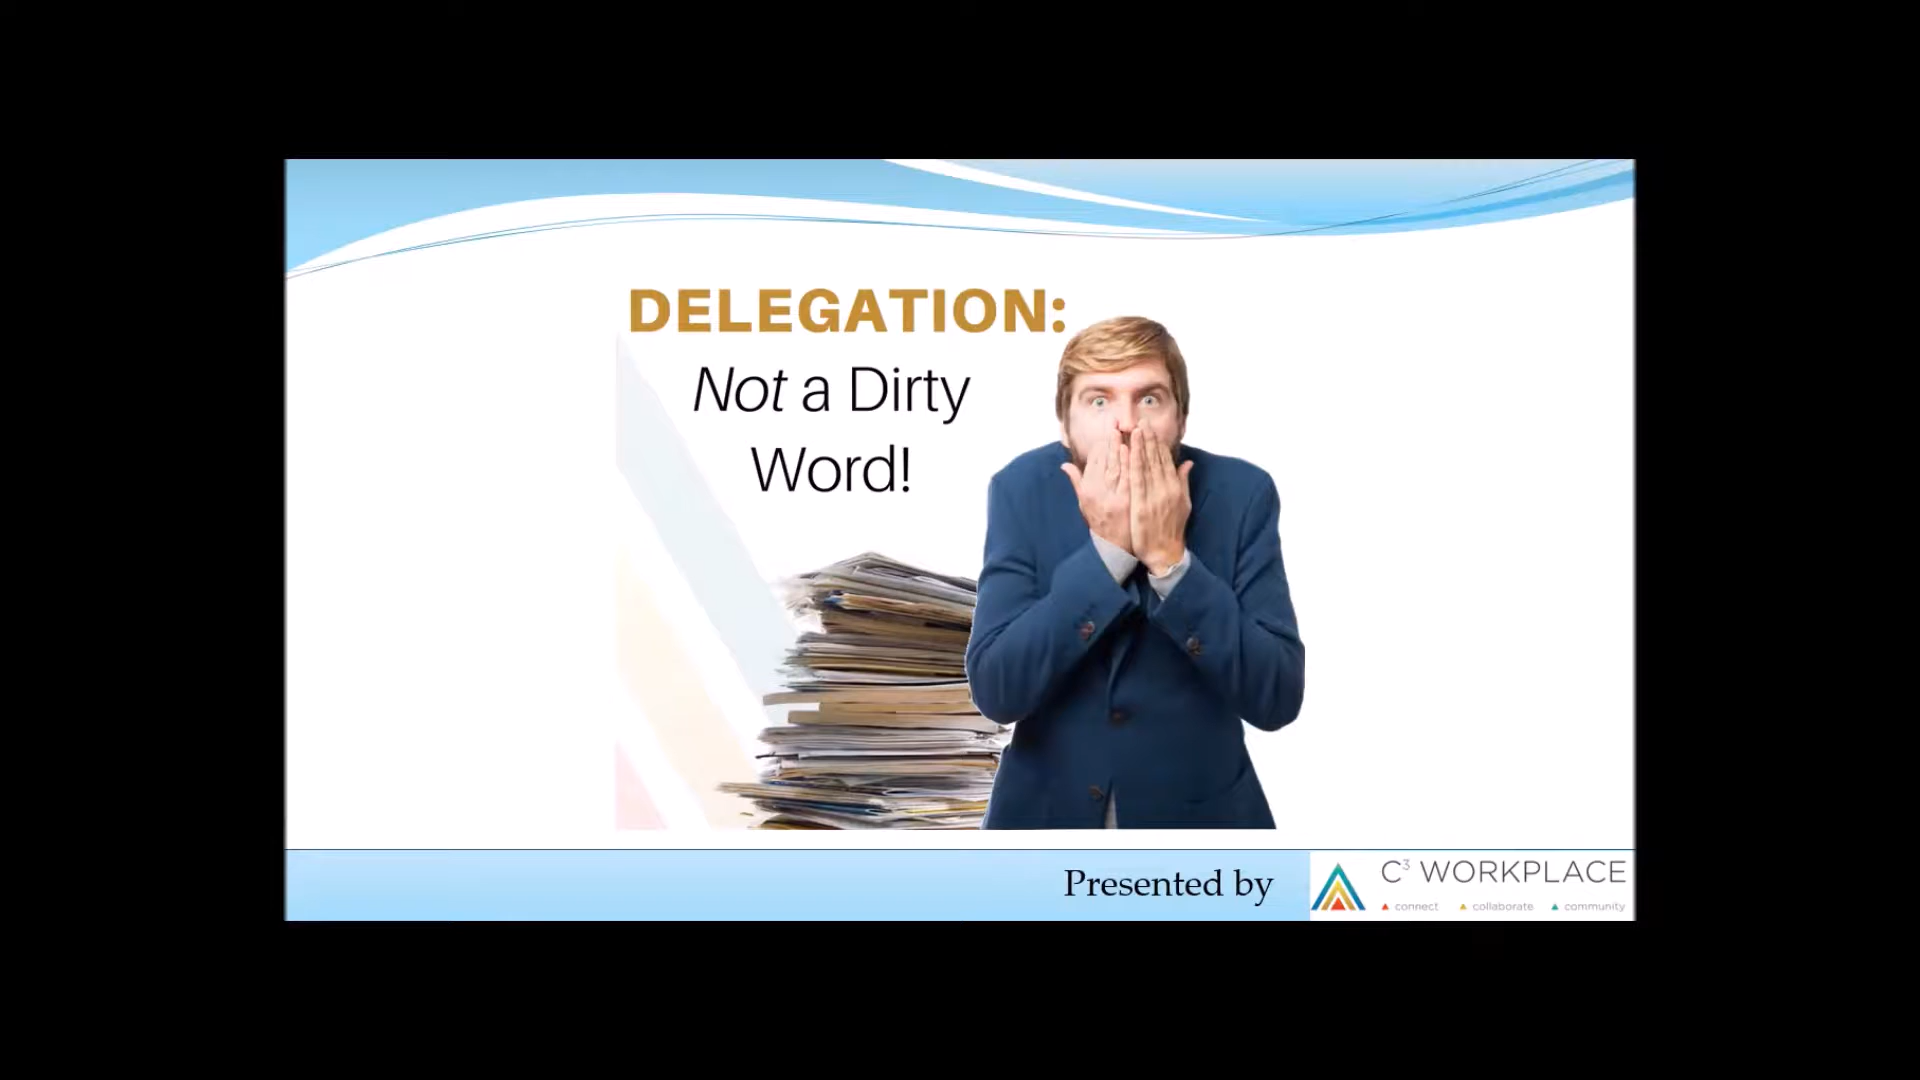 DELEGATION:
Not a Dirty
Word!
Presented by
C³ WORKPLACE
connect collaborate community